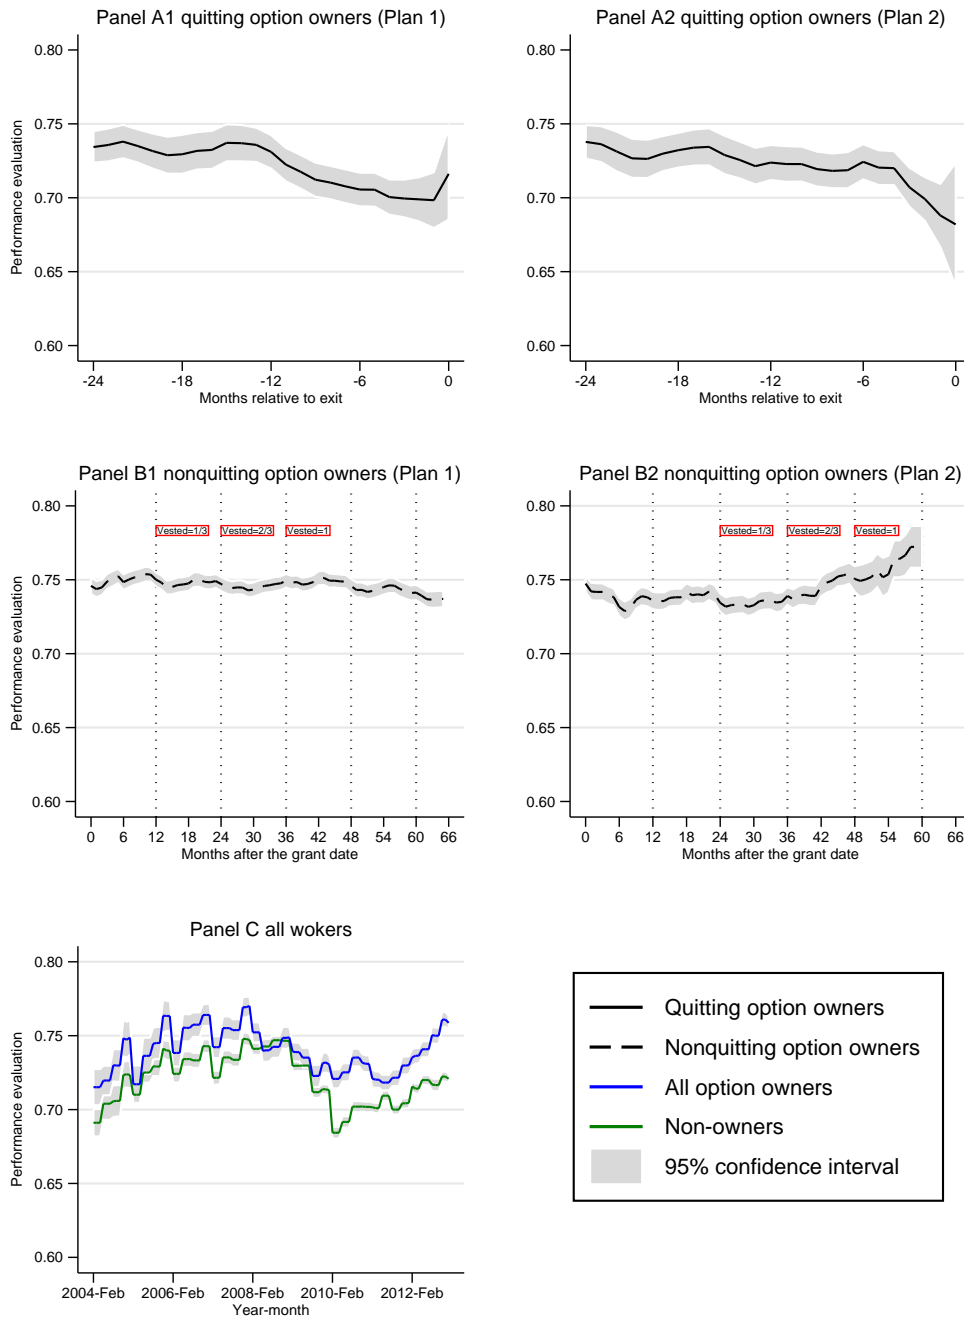 Panel A1 quitting option owners (Plan 1)
0.80
0.75
0.70
0.65
0.60
Performance evaluation
-24 -18 -12 -6 0
Months relative to exit
Panel A2 quitting option owners (Plan 2)
0.80
0.75
0.70
0.65
0.60
-24 -18 -12 -6 0
Months relative to exit
Panel B1 nonquitting option owners (Plan 1)
0.80
Vested=1/3 Vested=2/3 Vested=1
0.75
0.70
0.65
0.60
Performance evaluation
0 6 12 18 24 30 36 42 48 54 60 66
Months after the grant date
Panel B2 nonquitting option owners (Plan 2)
0.80
Vested=1/3 Vested=2/3 Vested=1
0.75
0.70
0.65
0.60
0 6 12 18 24 30 36 42 48 54 60 66
Months after the grant date
Panel C all wokers
0.80
0.75
0.70
0.65
0.60
Performance evaluation
2004-Feb 2006-Feb 2008-Feb 2010-Feb 2012-Feb
Year-month
Quitting option owners
Nonquitting option owners
All option owners
Non-owners
95% confidence interval